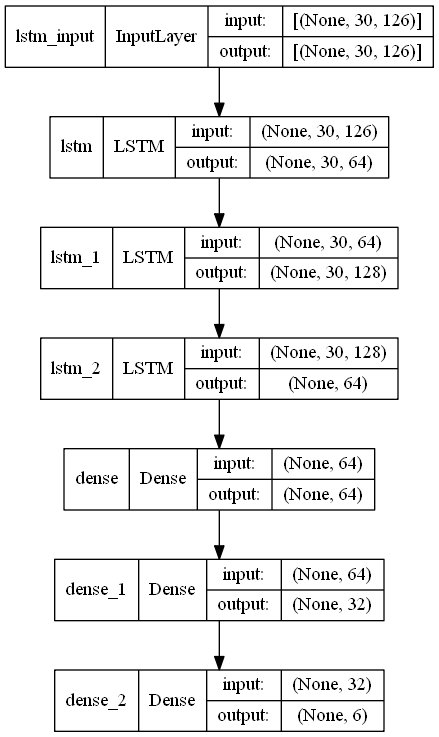 lstm_input InputLayer input: [(None, 30, 126)]
output: [(None, 30, 126)]
lstm LSTM input: (None, 30, 126)
output: (None, 30, 64)
lstm_1 LSTM input: (None, 30, 64)
output: (None, 30, 128)
lstm_2 LSTM input: (None, 30, 128)
output: (None, 64)
dense Dense input: (None, 64)
output: (None, 64)
dense_1 Dense input: (None, 64)
output: (None, 32)
dense_2 Dense input: (None, 32)
output: (None, 6)